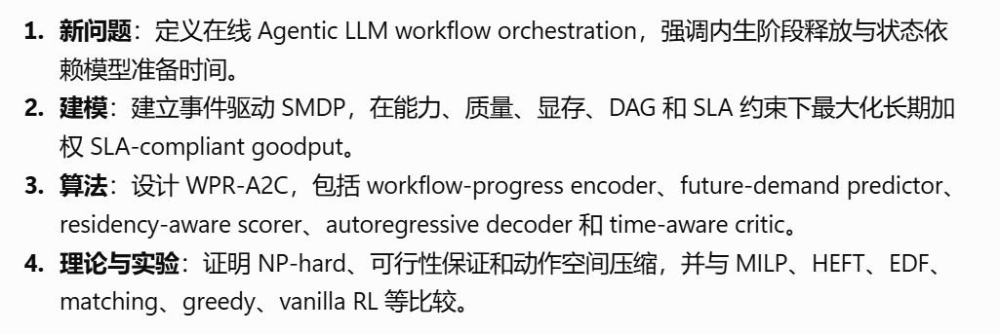 1. 新问题：定义在线 Agentic LLM workflow orchestration，强调内生阶段释放与状态依
赖模型准备时间。
2. 建模：建立事件驱动 SMDP，在能力、质量、显存、DAG 和 SLA 约束下最大化长期加
权 SLA-compliant goodput。
3. 算法：设计 WPR-A2C，包括 workflow-progress encoder、future-demand predictor、
residency-aware scorer、autoregressive decoder 和 time-aware critic。
4. 理论与实验：证明 NP-hard、可行性保证和动作空间压缩，并与 MILP、HEFT、EDF、
matching、greedy、vanilla RL 等比较。